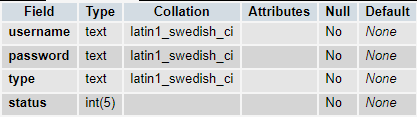 Field Type Collation Attributes Null Default
username text latin1_swedish_ci No None
password text latin1_swedish_ci No None
type text latin1_swedish_ci No None
status int(5) No None